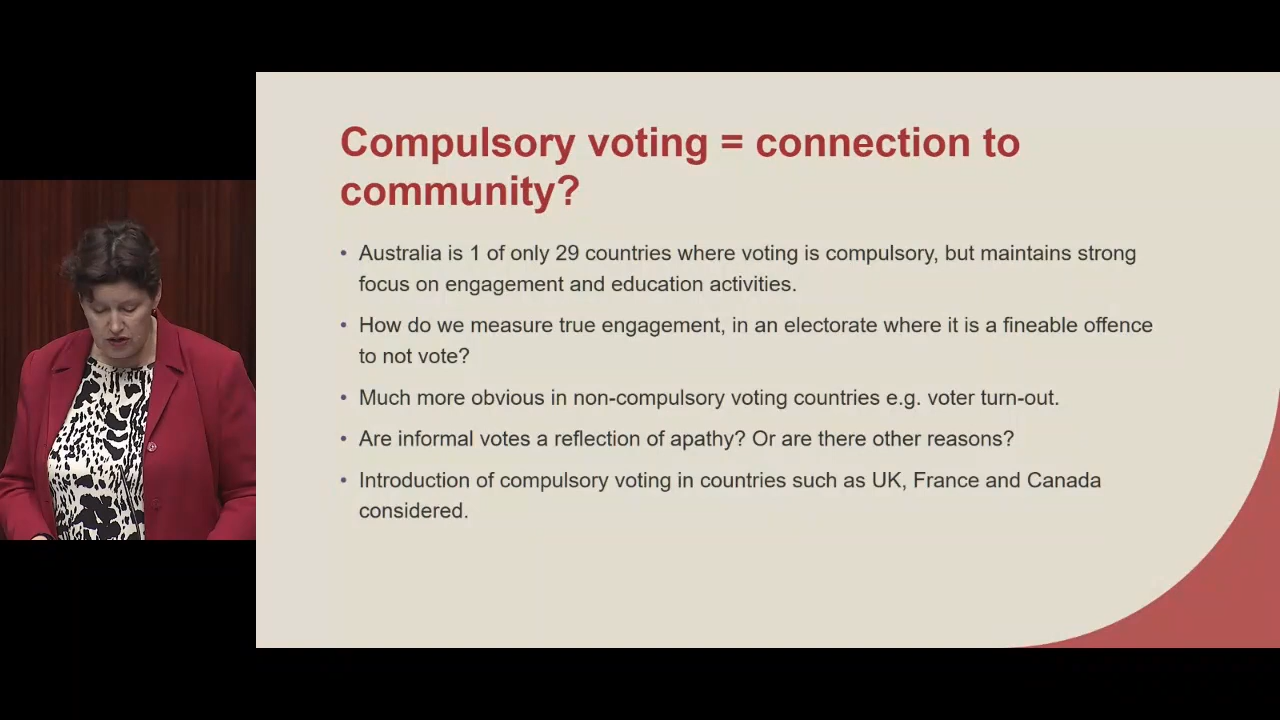 Compulsory voting = connection to
community?
• Australia is 1 of only 29 countries where voting is compulsory, but maintains strong
focus on engagement and education activities.
• How do we measure true engagement, in an electorate where it is a fineable offence
to not vote?
• Much more obvious in non-compulsory voting countries e.g. voter turn-out.
• Are informal votes a reflection of apathy? Or are there other reasons?
• Introduction of compulsory voting in countries such as UK, France and Canada
considered.